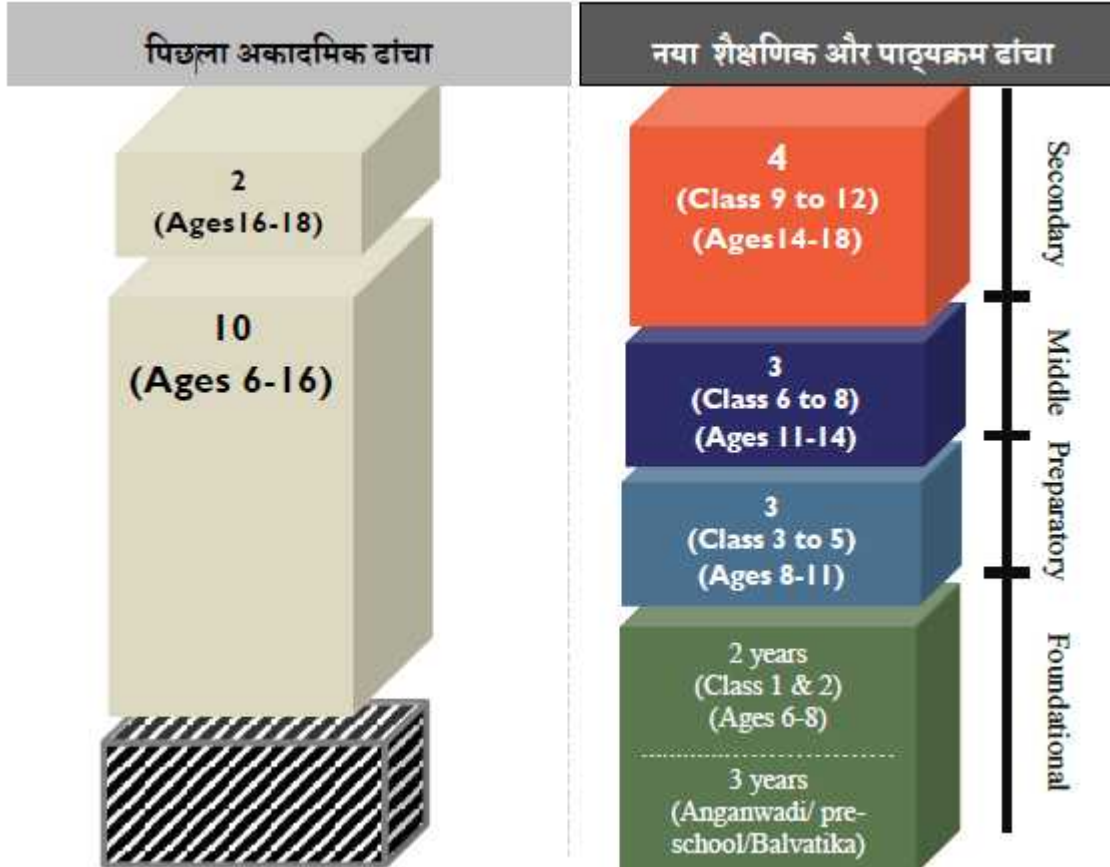 पिछला अकादमिक ढांचा
2
(Ages16-18)
10
(Ages 6-16)
नया शैक्षणिक और पाठ्यक्रम ढांचा
4
(Class 9 to 12)
(Ages14-18)
Secondary
3
(Class 6 to 8)
(Ages 11-14)
Middle
3
(Class 3 to 5)
(Ages 8-11)
Preparatory
2 years
(Class 1 & 2)
(Ages 6-8)
3 years
(Anganwadi/ pre-
school/Balvatika)
Foundational